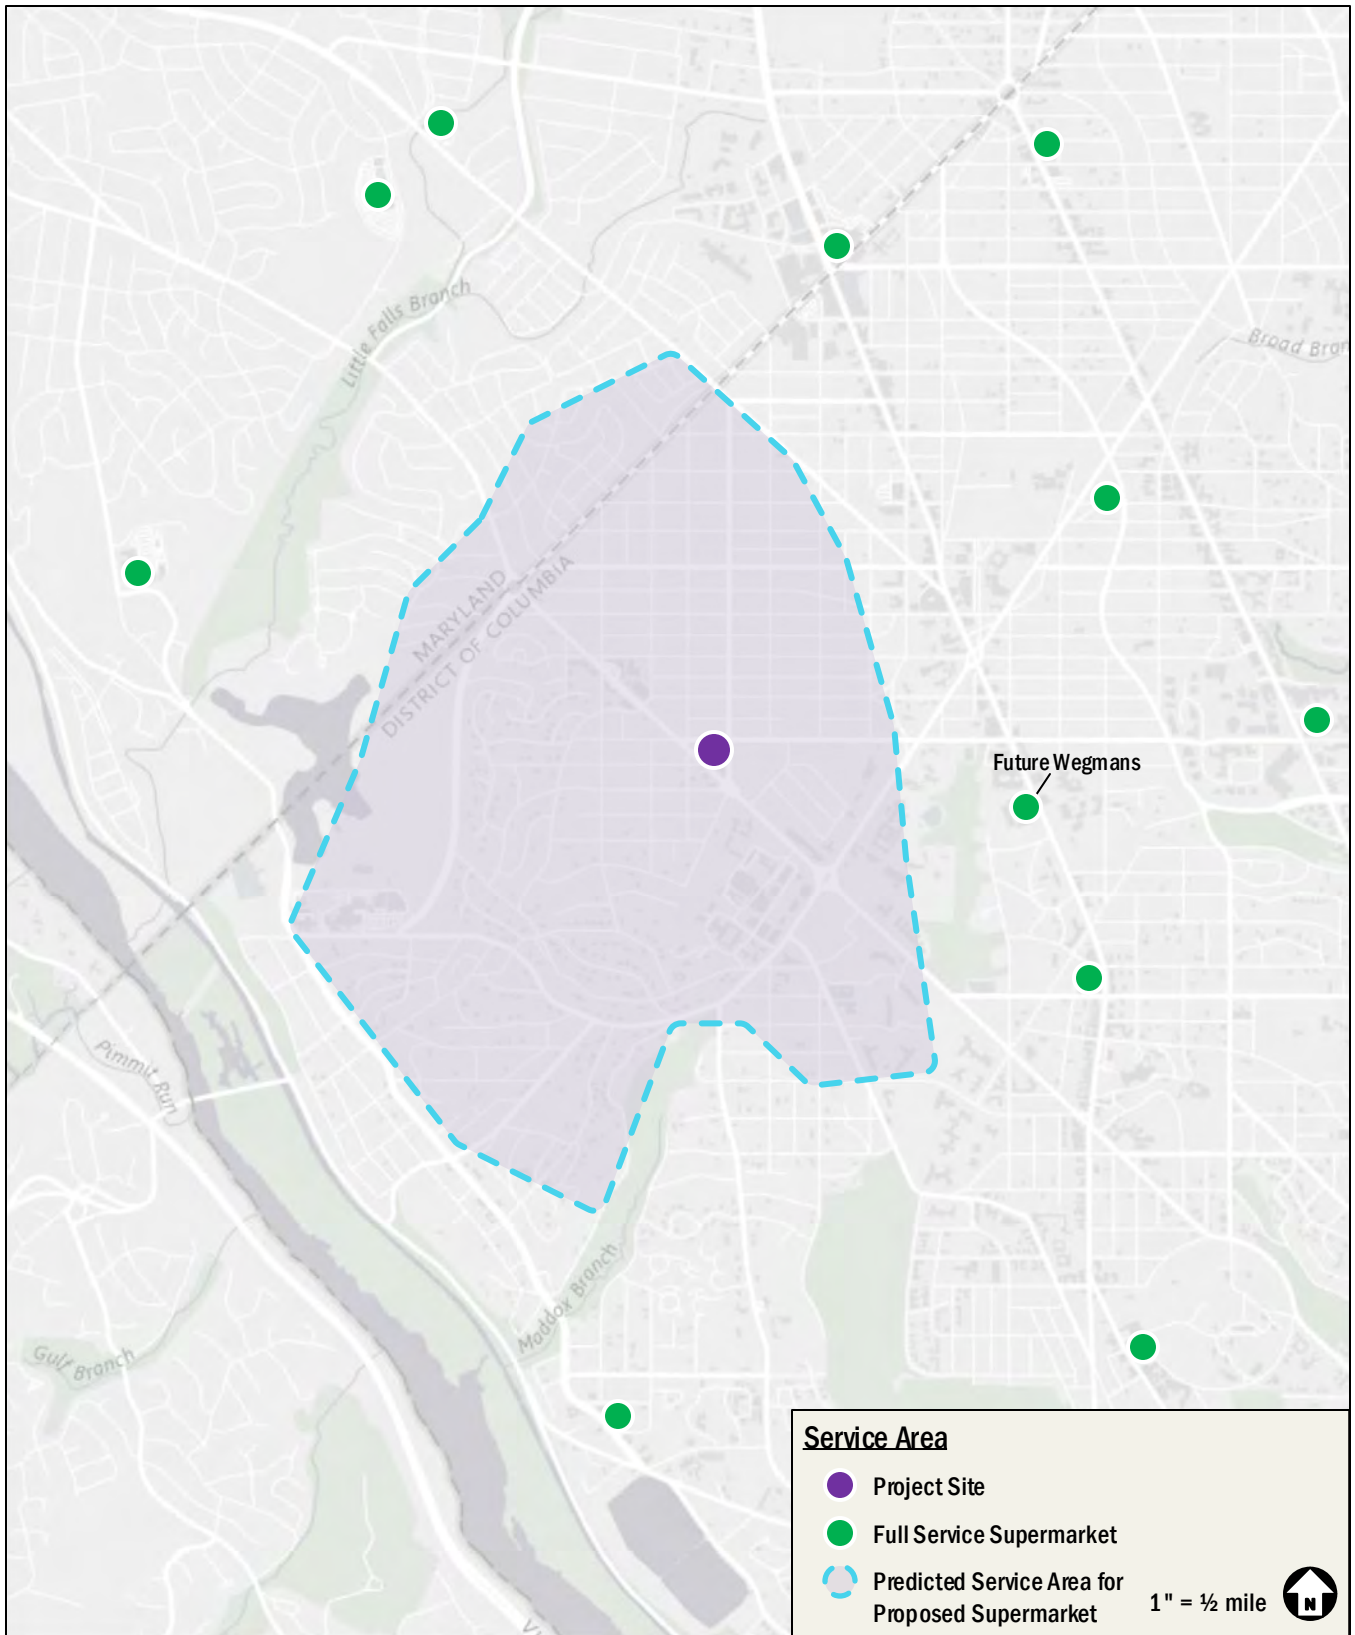 Little Falls Branch
Broad Bran
MARYLAND
DISTRICT OF COLUMBIA
Future Wegmans
Pimmit Run
Maddox Branch
Gulf Branch
Service Area
Project Site
Full Service Supermarket
Predicted Service Area for
Proposed Supermarket
1" = ½ mile
N